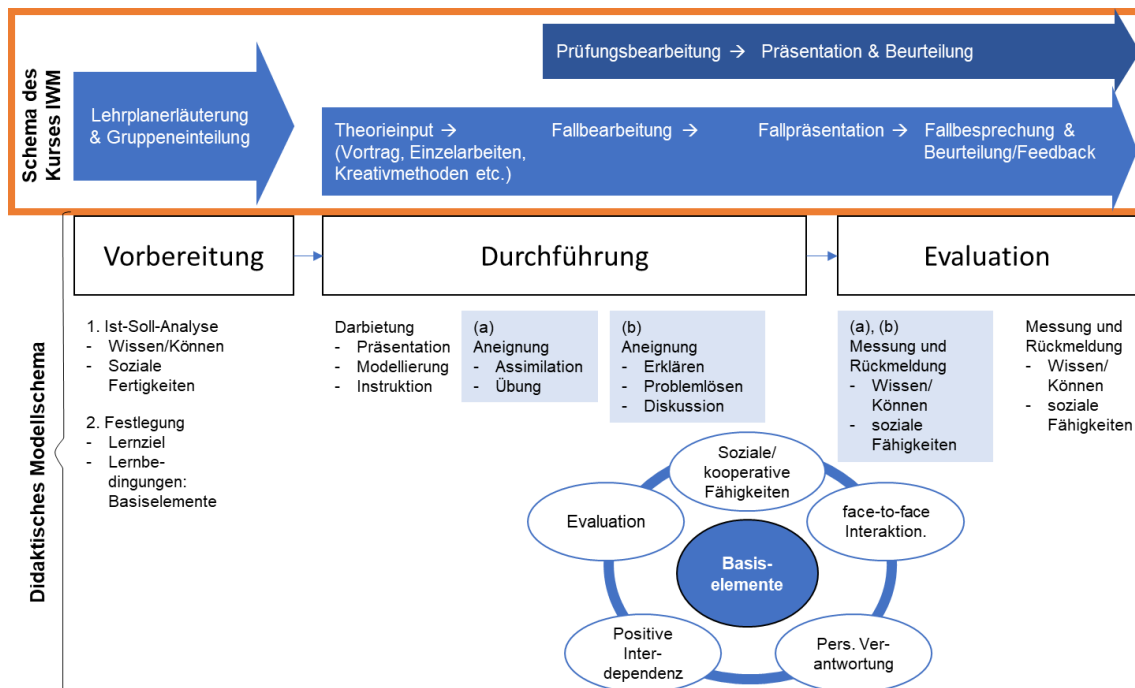 Schema des
Kurses IWM
Lehrplanerläuterung
& Gruppeneinteilung
Prüfungsbearbeitung → Präsentation & Beurteilung
Theorieinput →
(Vortrag, Einzelarbeiten,
Kreativmethoden etc.)
Fallbearbeitung →
Fallpräsentation →
Fallbesprechung &
Beurteilung/Feedback
Didaktisches Modellschema
Vorbereitung
Durchführung
Evaluation
1. Ist-Soll-Analyse
- Wissen/Können
- Soziale
Fertigkeiten
2. Festlegung
- Lernziel
- Lernbe-
dingungen:
Basiselemente
Darbietung
- Präsentation
- Modellierung
- Instruktion
(a)
Aneignung
- Assimilation
- Übung
(b)
Aneignung
- Erklären
- Problemlösen
- Diskussion
(a), (b)
Messung und
Rückmeldung
- Wissen/
Können
- soziale
Fähigkeiten
Messung und
Rückmeldung
- Wissen/
Können
- soziale
Fähigkeiten
Soziale/
kooperative
Fähigkeiten
Evaluation
face-to-face
Interaktion.
Basis-
elemente
Positive
Inter-
dependenz
Pers. Ver-
antwortung